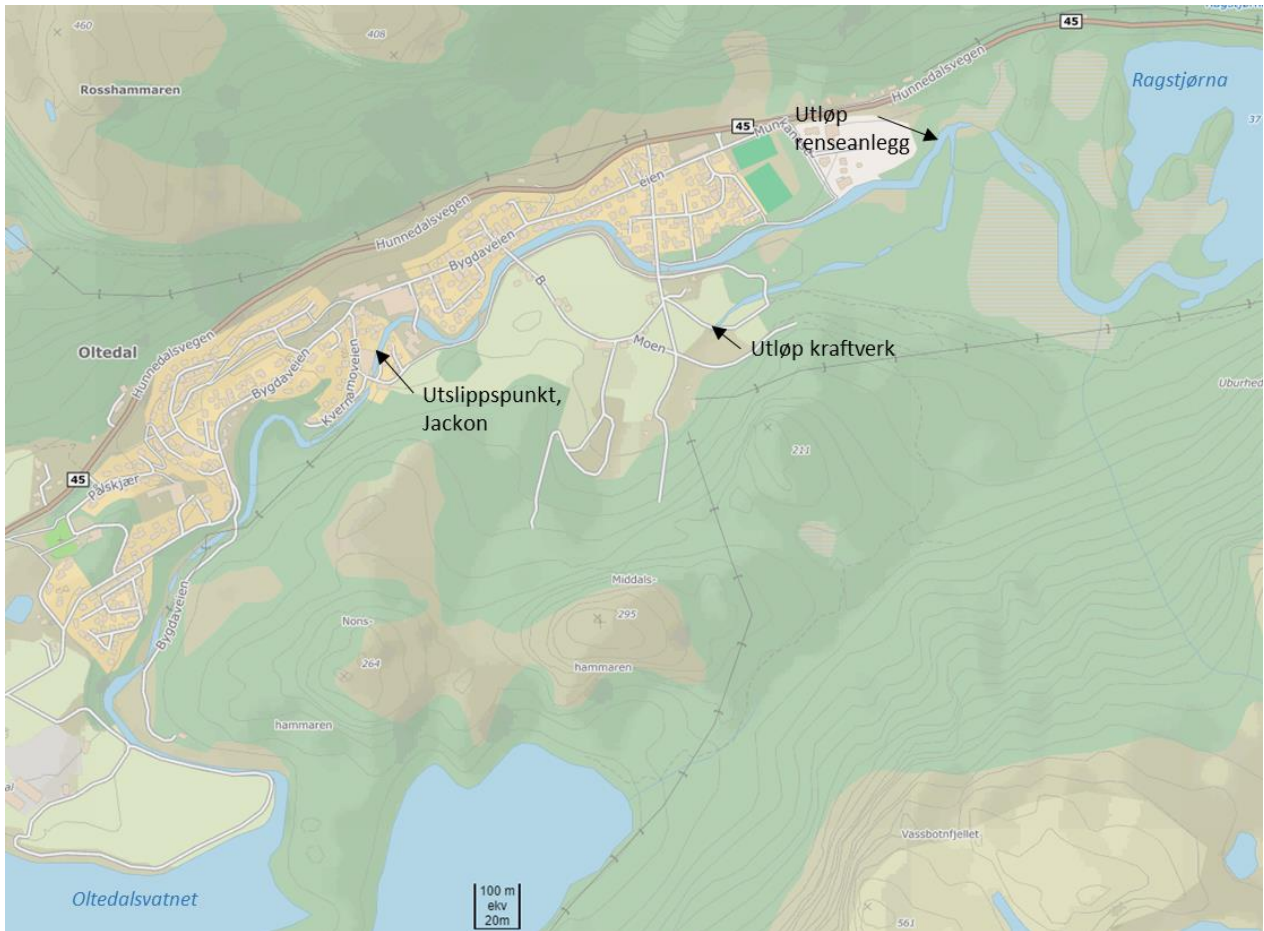 460
408
45
Ragstjørna
Rosshammaren
Hunnedalsvegen
37
Utløp
renseanlegg
45
eien
Hunnedalsvegen
Bygdaveien
B
Oltedal
Hunnedalsvegen
Moen
Utløp kraftverk
Bygdaveien
Kvernamoveien
Utslippspunkt,
Jackon
Uburhed
211
45
Pålskjær
Middals-
295
hammaren
Nons-
264
hammaren
Bygdaveien
Vassbotnfjellet
561
al
Oltedalsvatnet
100 m
ekv
20m